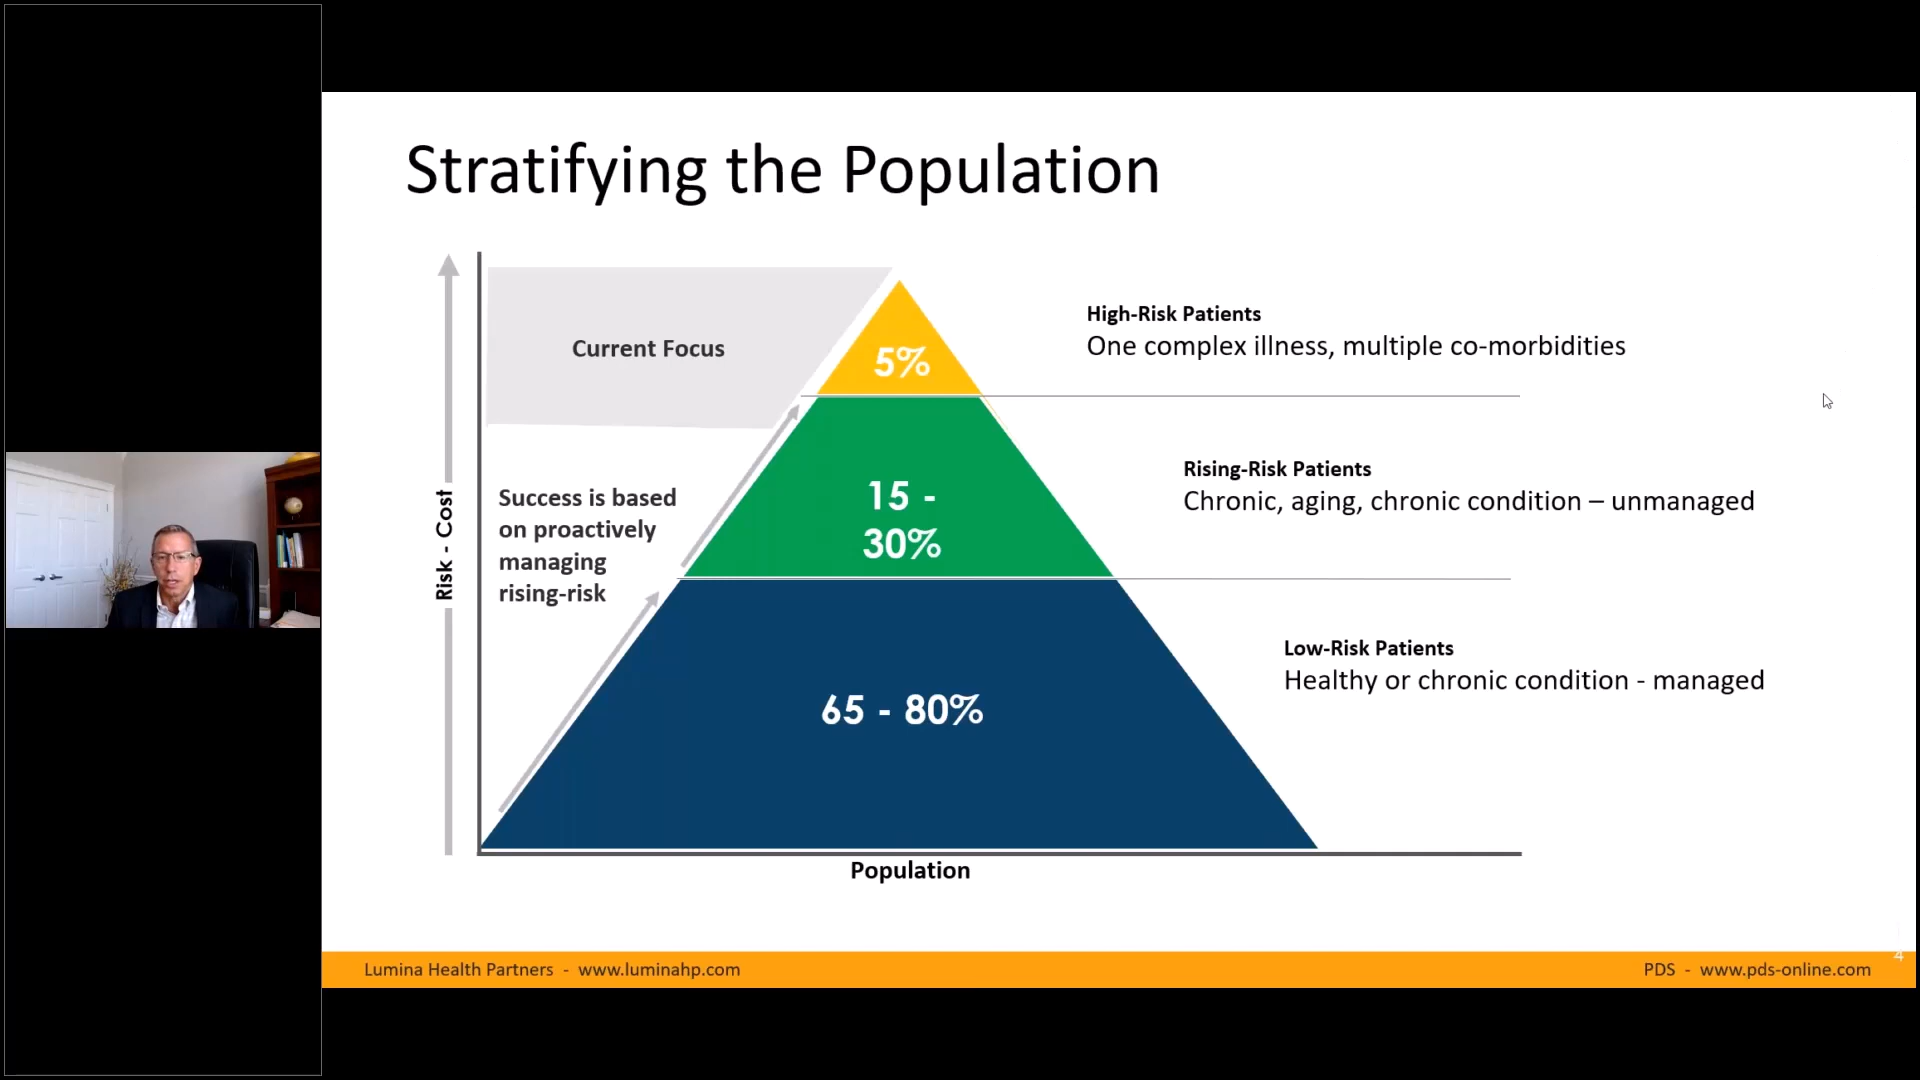 Stratifying the Population
Current Focus
5%
High-Risk Patients
One complex illness, multiple co-morbidities
Risk - Cost
Success is based
on proactively
managing
rising-risk
15 -
30%
Rising-Risk Patients
Chronic, aging, chronic condition – unmanaged
65 - 80%
Low-Risk Patients
Healthy or chronic condition - managed
Population
Lumina Health Partners - www.luminahp.com
PDS - www.pds-online.com
4